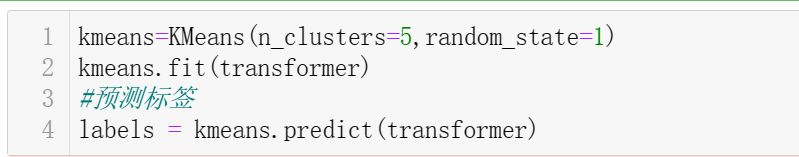 1 kmeans=KMeans(n_clusters=5,random_state=1)
2 kmeans.fit(transformer)
3 #预测标签
4 labels = kmeans.predict(transformer)